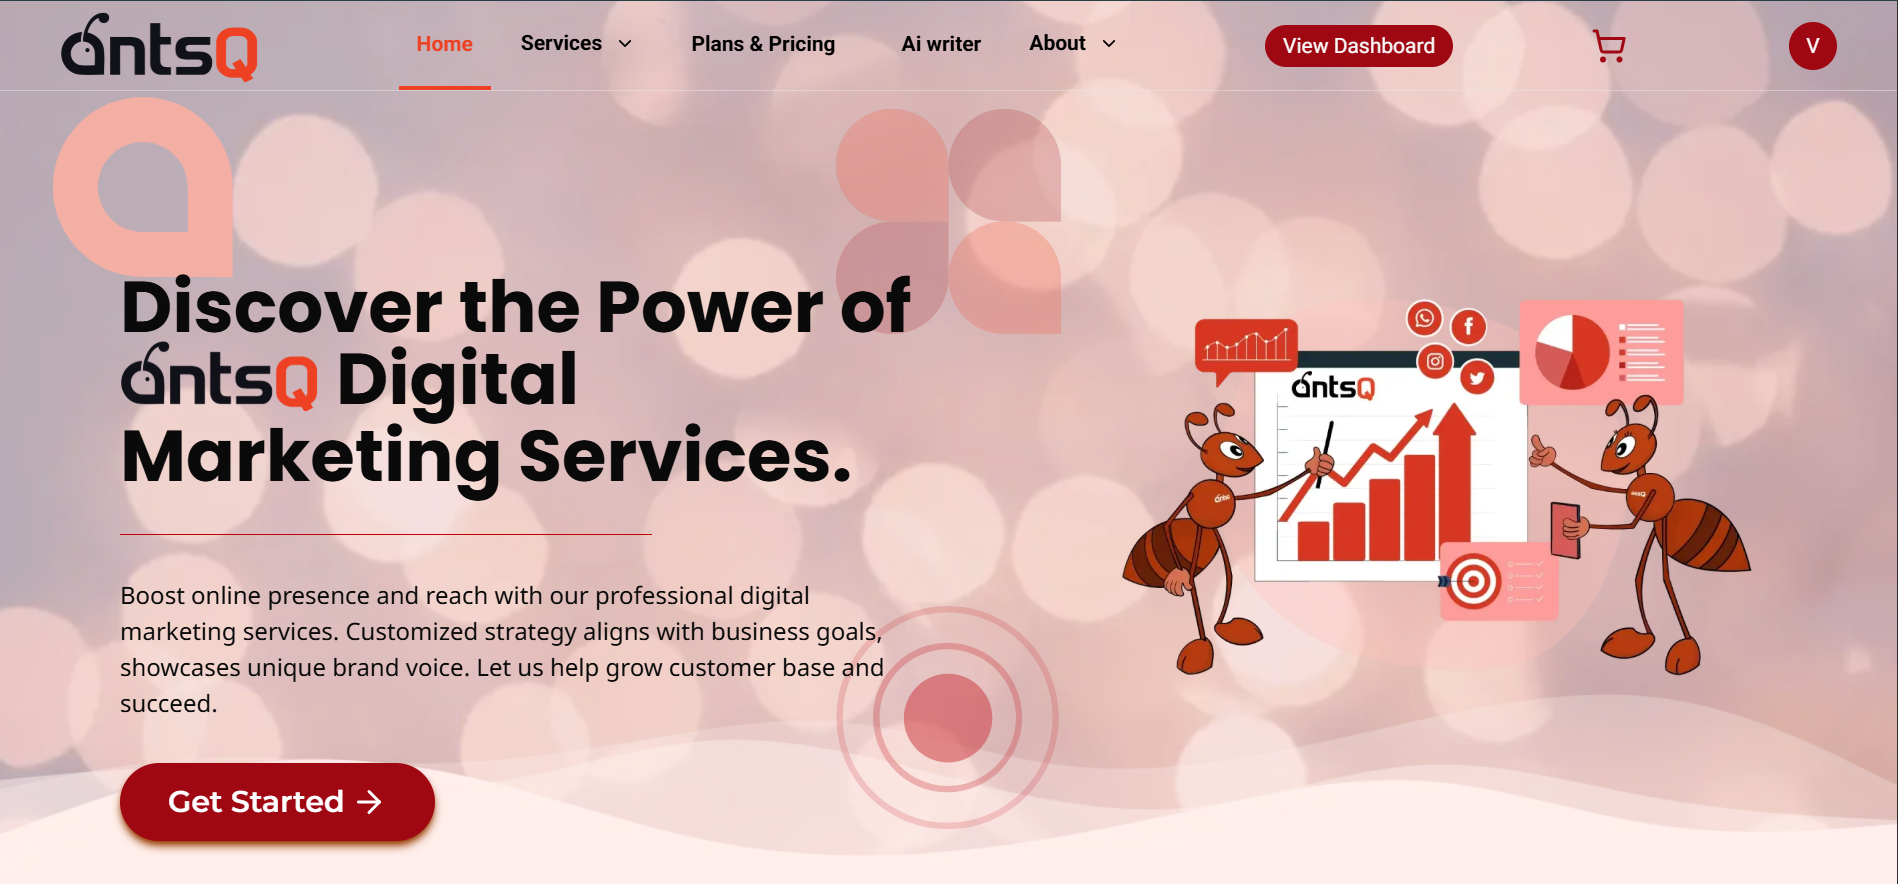 antsQ
Home
Services
Plans & Pricing
Ai writer
About
View Dashboard
V
Discover the Power of
antsQ Digital
Marketing Services.
Boost online presence and reach with our professional digital
marketing services. Customized strategy aligns with business goals,
showcases unique brand voice. Let us help grow customer base and
succeed.
Get Started
antsQ
antsQ
antsQ